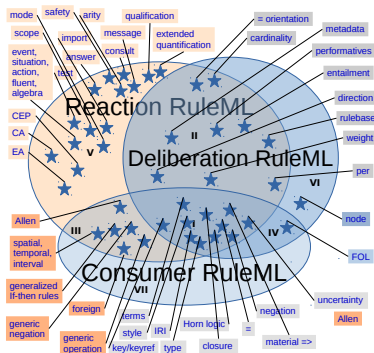 mode
safety
arity
qualification
= orientation
metadata
scope
import
message
extended
quantification
cardinality
performatives
event,
situation,
action,
fluent,
algebra
answer
consult
test
entailment
Reaction RuleML
direction
CEP
rulebase
CA
II
weight
EA
V
Deliberation RuleML
per
VI
Allen
node
III
I
IV
spatial,
temporal,
interval
FOL
Consumer RuleML
generalized
If-then rules
VII
foreign
terms
negation
uncertainty
Allen
generic
negation
style
IRI
Horn logic
=
generic
operation
key/keyref
type
closure
material =>